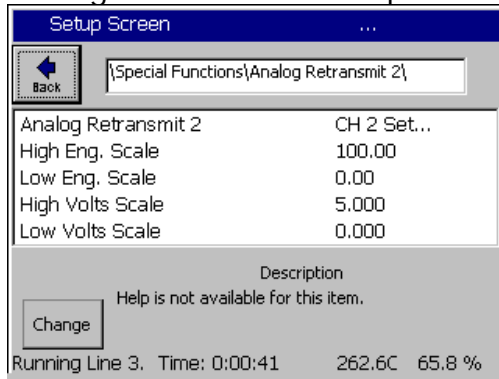 Setup Screen ...
Back
\Special Functions\Analog Retransmit 2\
Analog Retransmit 2 CH 2 Set...
High Eng. Scale 100.00
Low Eng. Scale 0.00
High Volts Scale 5.000
Low Volts Scale 0.000
Description
Help is not available for this item.
Change
Running Line 3. Time: 0:00:41 262.6C 65.8 %